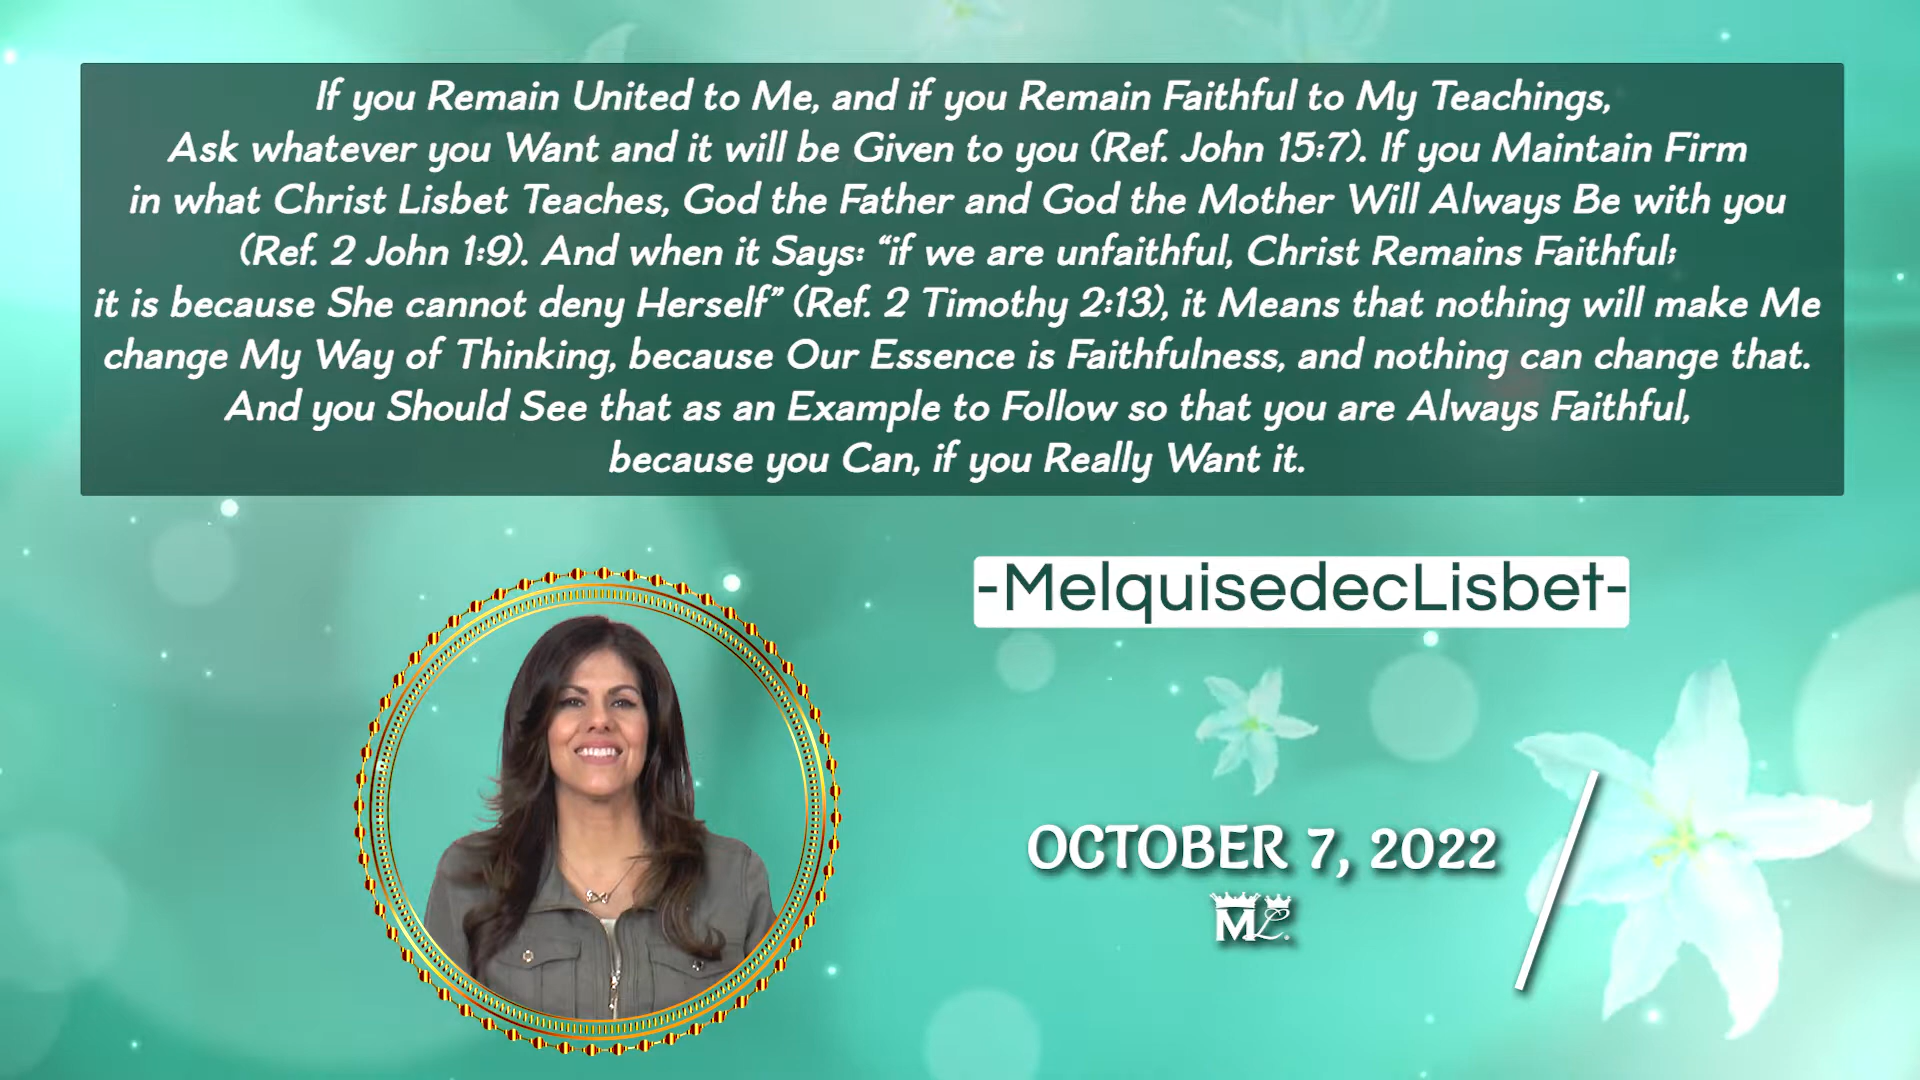 If you Remain United to Me, and if you Remain Faithful to My Teachings,
Ask whatever you Want and it will be Given to you (Ref. John 15:7). If you Maintain Firm
in what Christ Lisbet Teaches, God the Father and God the Mother Will Always Be with you
(Ref. 2 John 1:9). And when it Says: “if we are unfaithful, Christ Remains Faithful;
it is because She cannot deny Herself” (Ref. 2 Timothy 2:13), it Means that nothing will make Me
change My Way of Thinking, because Our Essence is Faithfulness, and nothing can change that.
And you Should See that as an Example to Follow so that you are Always Faithful,
because you Can, if you Really Want it.
-MelquisedecLisbet-
OCTOBER 7, 2022
ML.